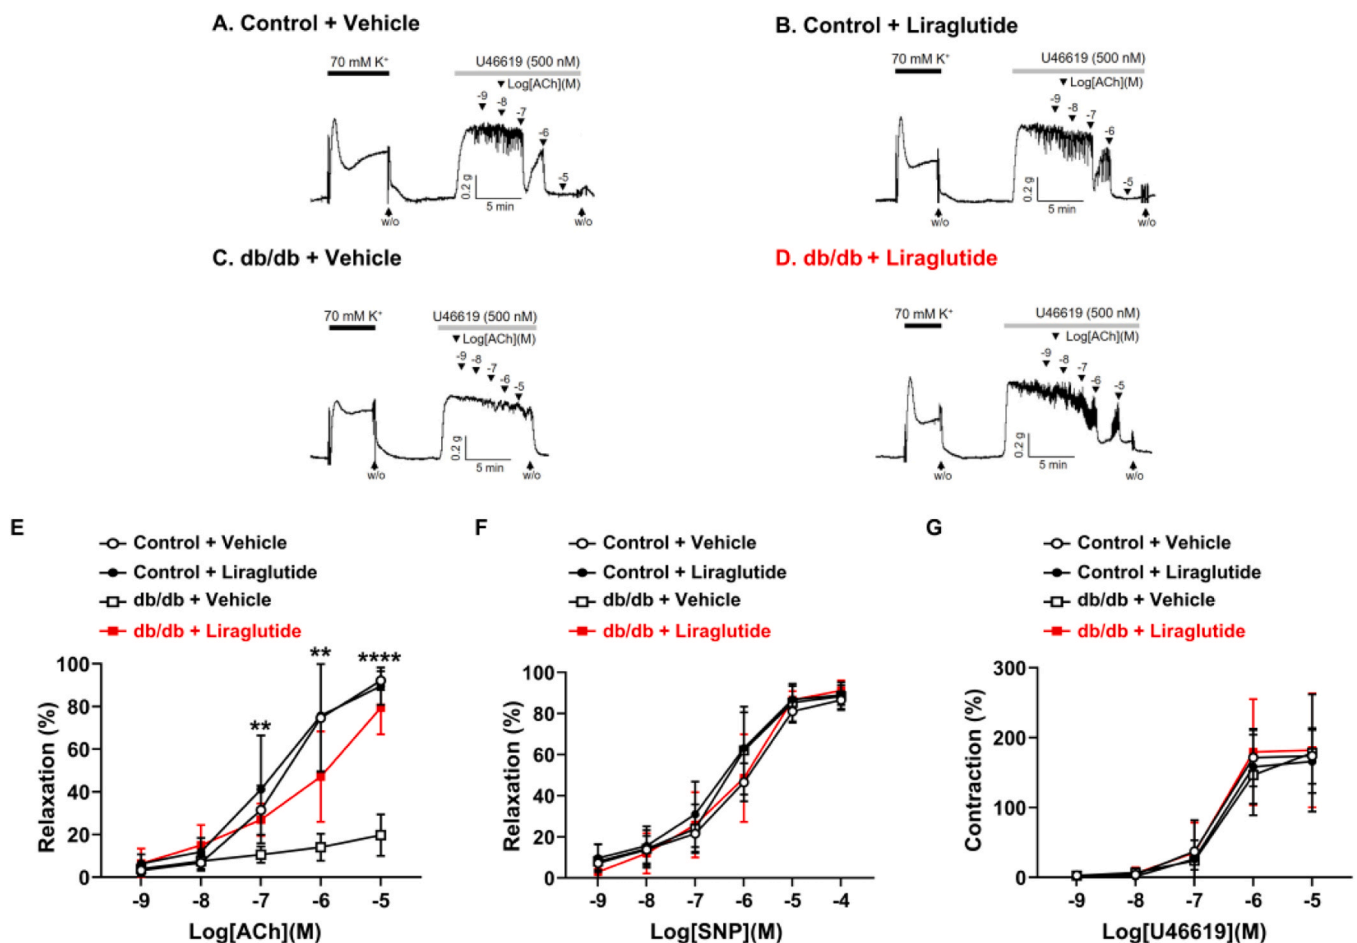 A. Control + Vehicle
70 mM K⁺
U46619 (500 nM)
▼Log[ACh](M)
-9
-8
-7
-6
-5
0.2 g
5 min
w/o
w/o
B. Control + Liraglutide
70 mM K⁺
U46619 (500 nM)
▼Log[ACh](M)
-9
-8
-7
-6
-5
0.2 g
5 min
w/o
w/o
C. db/db + Vehicle
70 mM K⁺
U46619 (500 nM)
▼Log[ACh](M)
-9
-8
-7
-6
-5
0.2 g
5 min
w/o
w/o
D. db/db + Liraglutide
70 mM K⁺
U46619 (500 nM)
▼Log[ACh](M)
-9
-8
-7
-6
-5
0.2 g
5 min
w/o
w/o
E
Control + Vehicle
Control + Liraglutide
db/db + Vehicle
db/db + Liraglutide
Relaxation (%)
100
80
60
40
20
0
**
**
****
-9 -8 -7 -6 -5
Log[ACh](M)
F
Control + Vehicle
Control + Liraglutide
db/db + Vehicle
db/db + Liraglutide
Relaxation (%)
100
80
60
40
20
0
-9 -8 -7 -6 -5 -4
Log[SNP](M)
G
Control + Vehicle
Control + Liraglutide
db/db + Vehicle
db/db + Liraglutide
Contraction (%)
300
200
100
0
-9 -8 -7 -6 -5
Log[U46619](M)